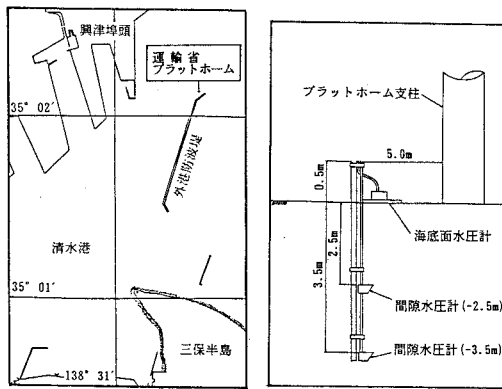 興津埠頭
運輸省
プラットホーム
35° 02'
外港防波堤
清水港
35° 01'
三保半島
138° 31'
プラットホーム支柱
5.0m
0.5m
2.5m
3.5m
海底面水圧計
間隙水圧計(-2.5m)
間隙水圧計(-3.5m)